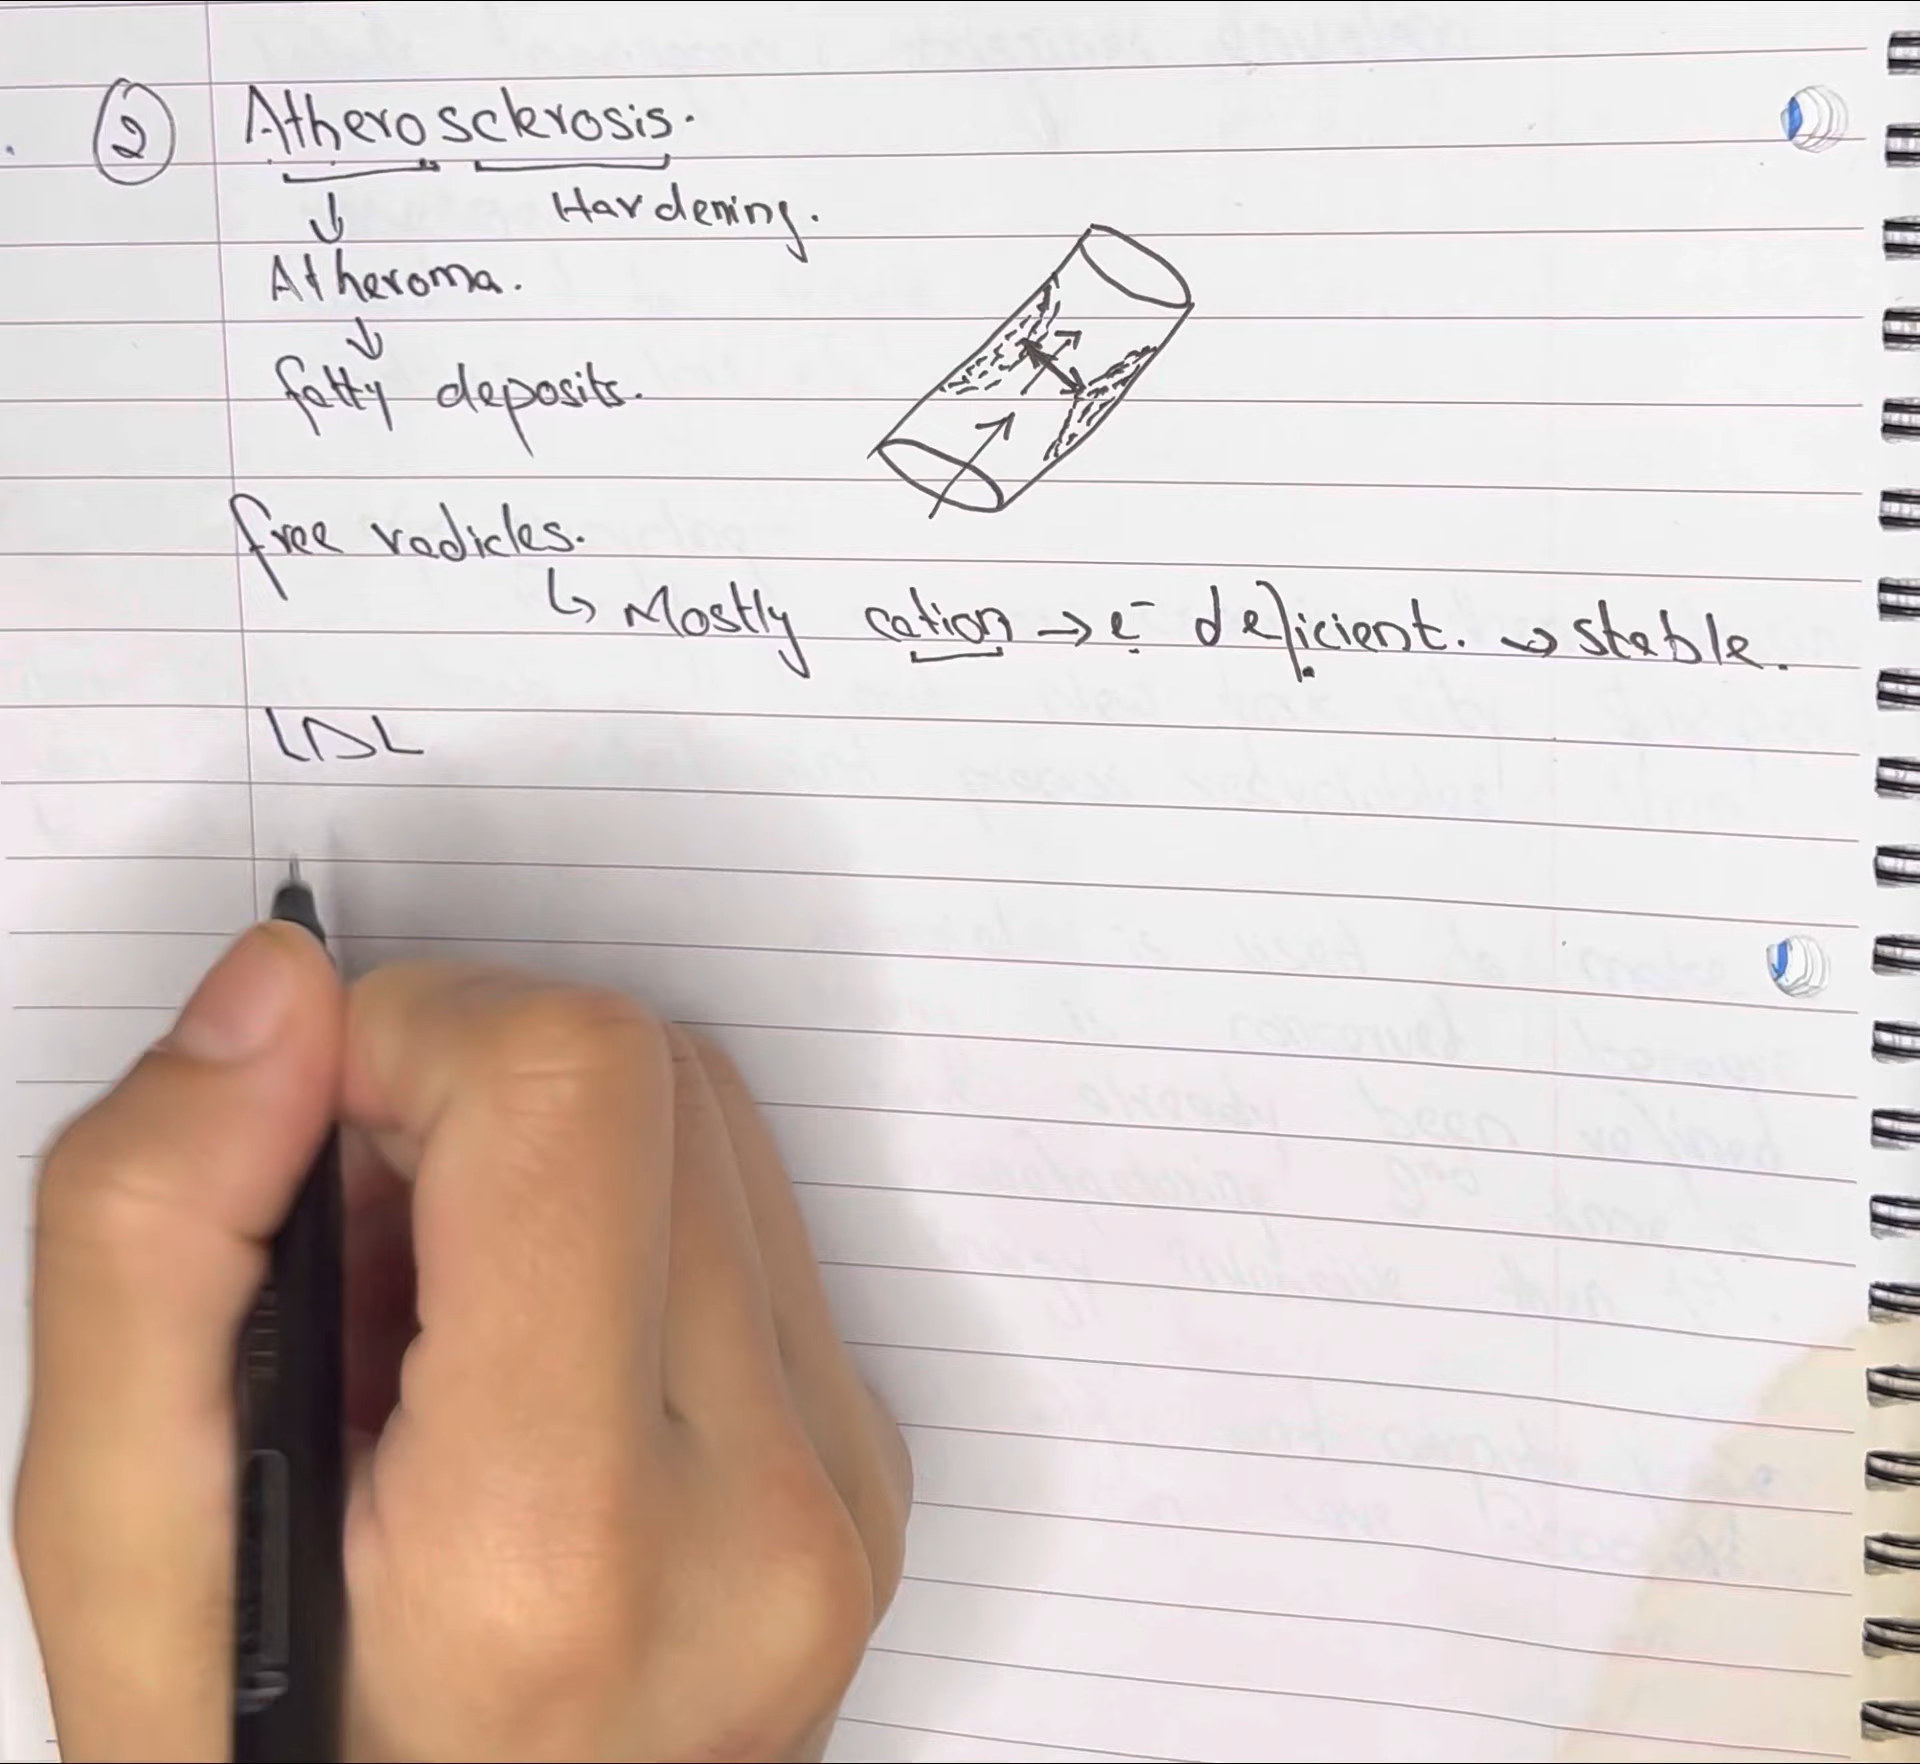 2 Atherosclerosis.
↓ Hardening.
Atheroma.
↓
fatty deposits.
free radicles.
↳ Mostly cation → e⁻ deficient. → stable.
LDL